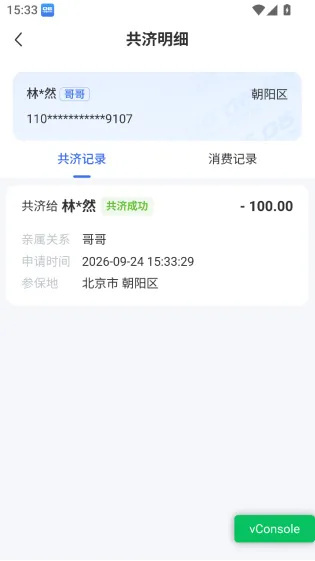 15:33
共济明细
林*然 哥哥 朝阳区
110***********9107
共济记录 消费记录
共济给 林*然 共济成功 - 100.00
亲属关系 哥哥
申请时间 2026-09-24 15:33:29
参保地 北京市 朝阳区
vConsole